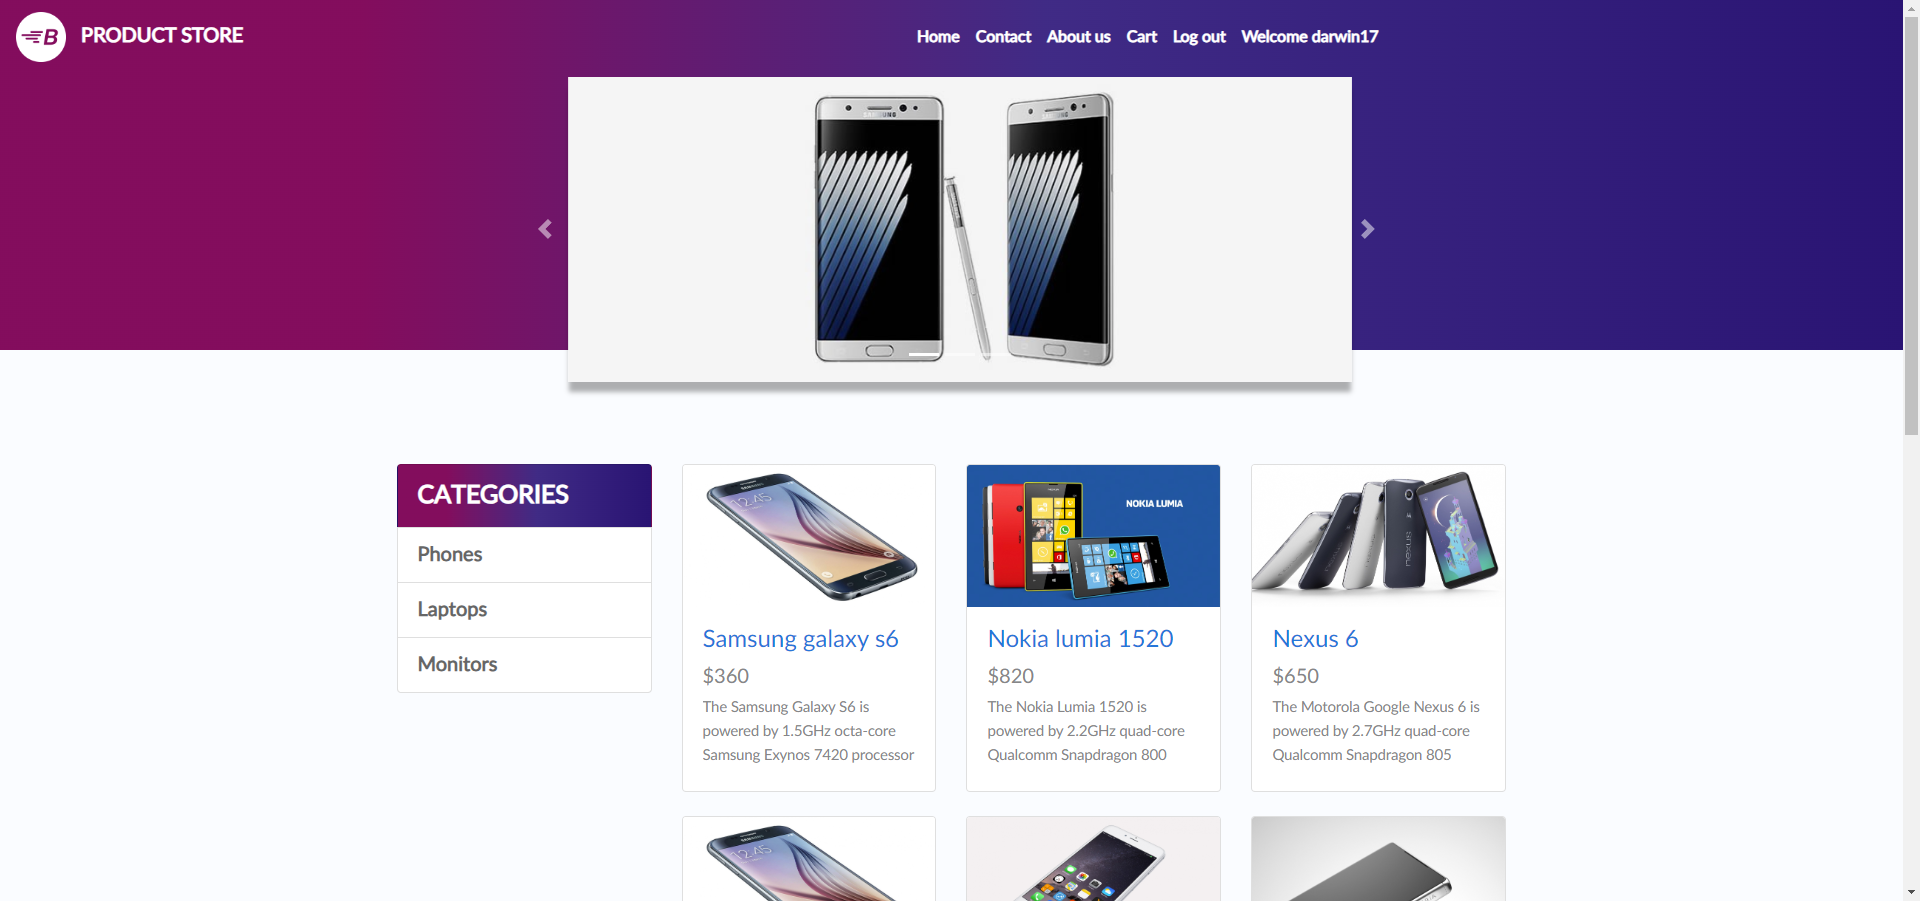 B PRODUCT STORE
Home Contact About us Cart Log out Welcome darwin17
SAMSUNG
CATEGORIES
Phones
Laptops
Monitors
NOKIA LUMIA
Samsung galaxy s6
$360
The Samsung Galaxy S6 is
powered by 1.5GHz octa-core
Samsung Exynos 7420 processor
Nokia lumia 1520
$820
The Nokia Lumia 1520 is
powered by 2.2GHz quad-core
Qualcomm Snapdragon 800
Nexus 6
$650
The Motorola Google Nexus 6 is
powered by 2.7GHz quad-core
Qualcomm Snapdragon 805
12:45